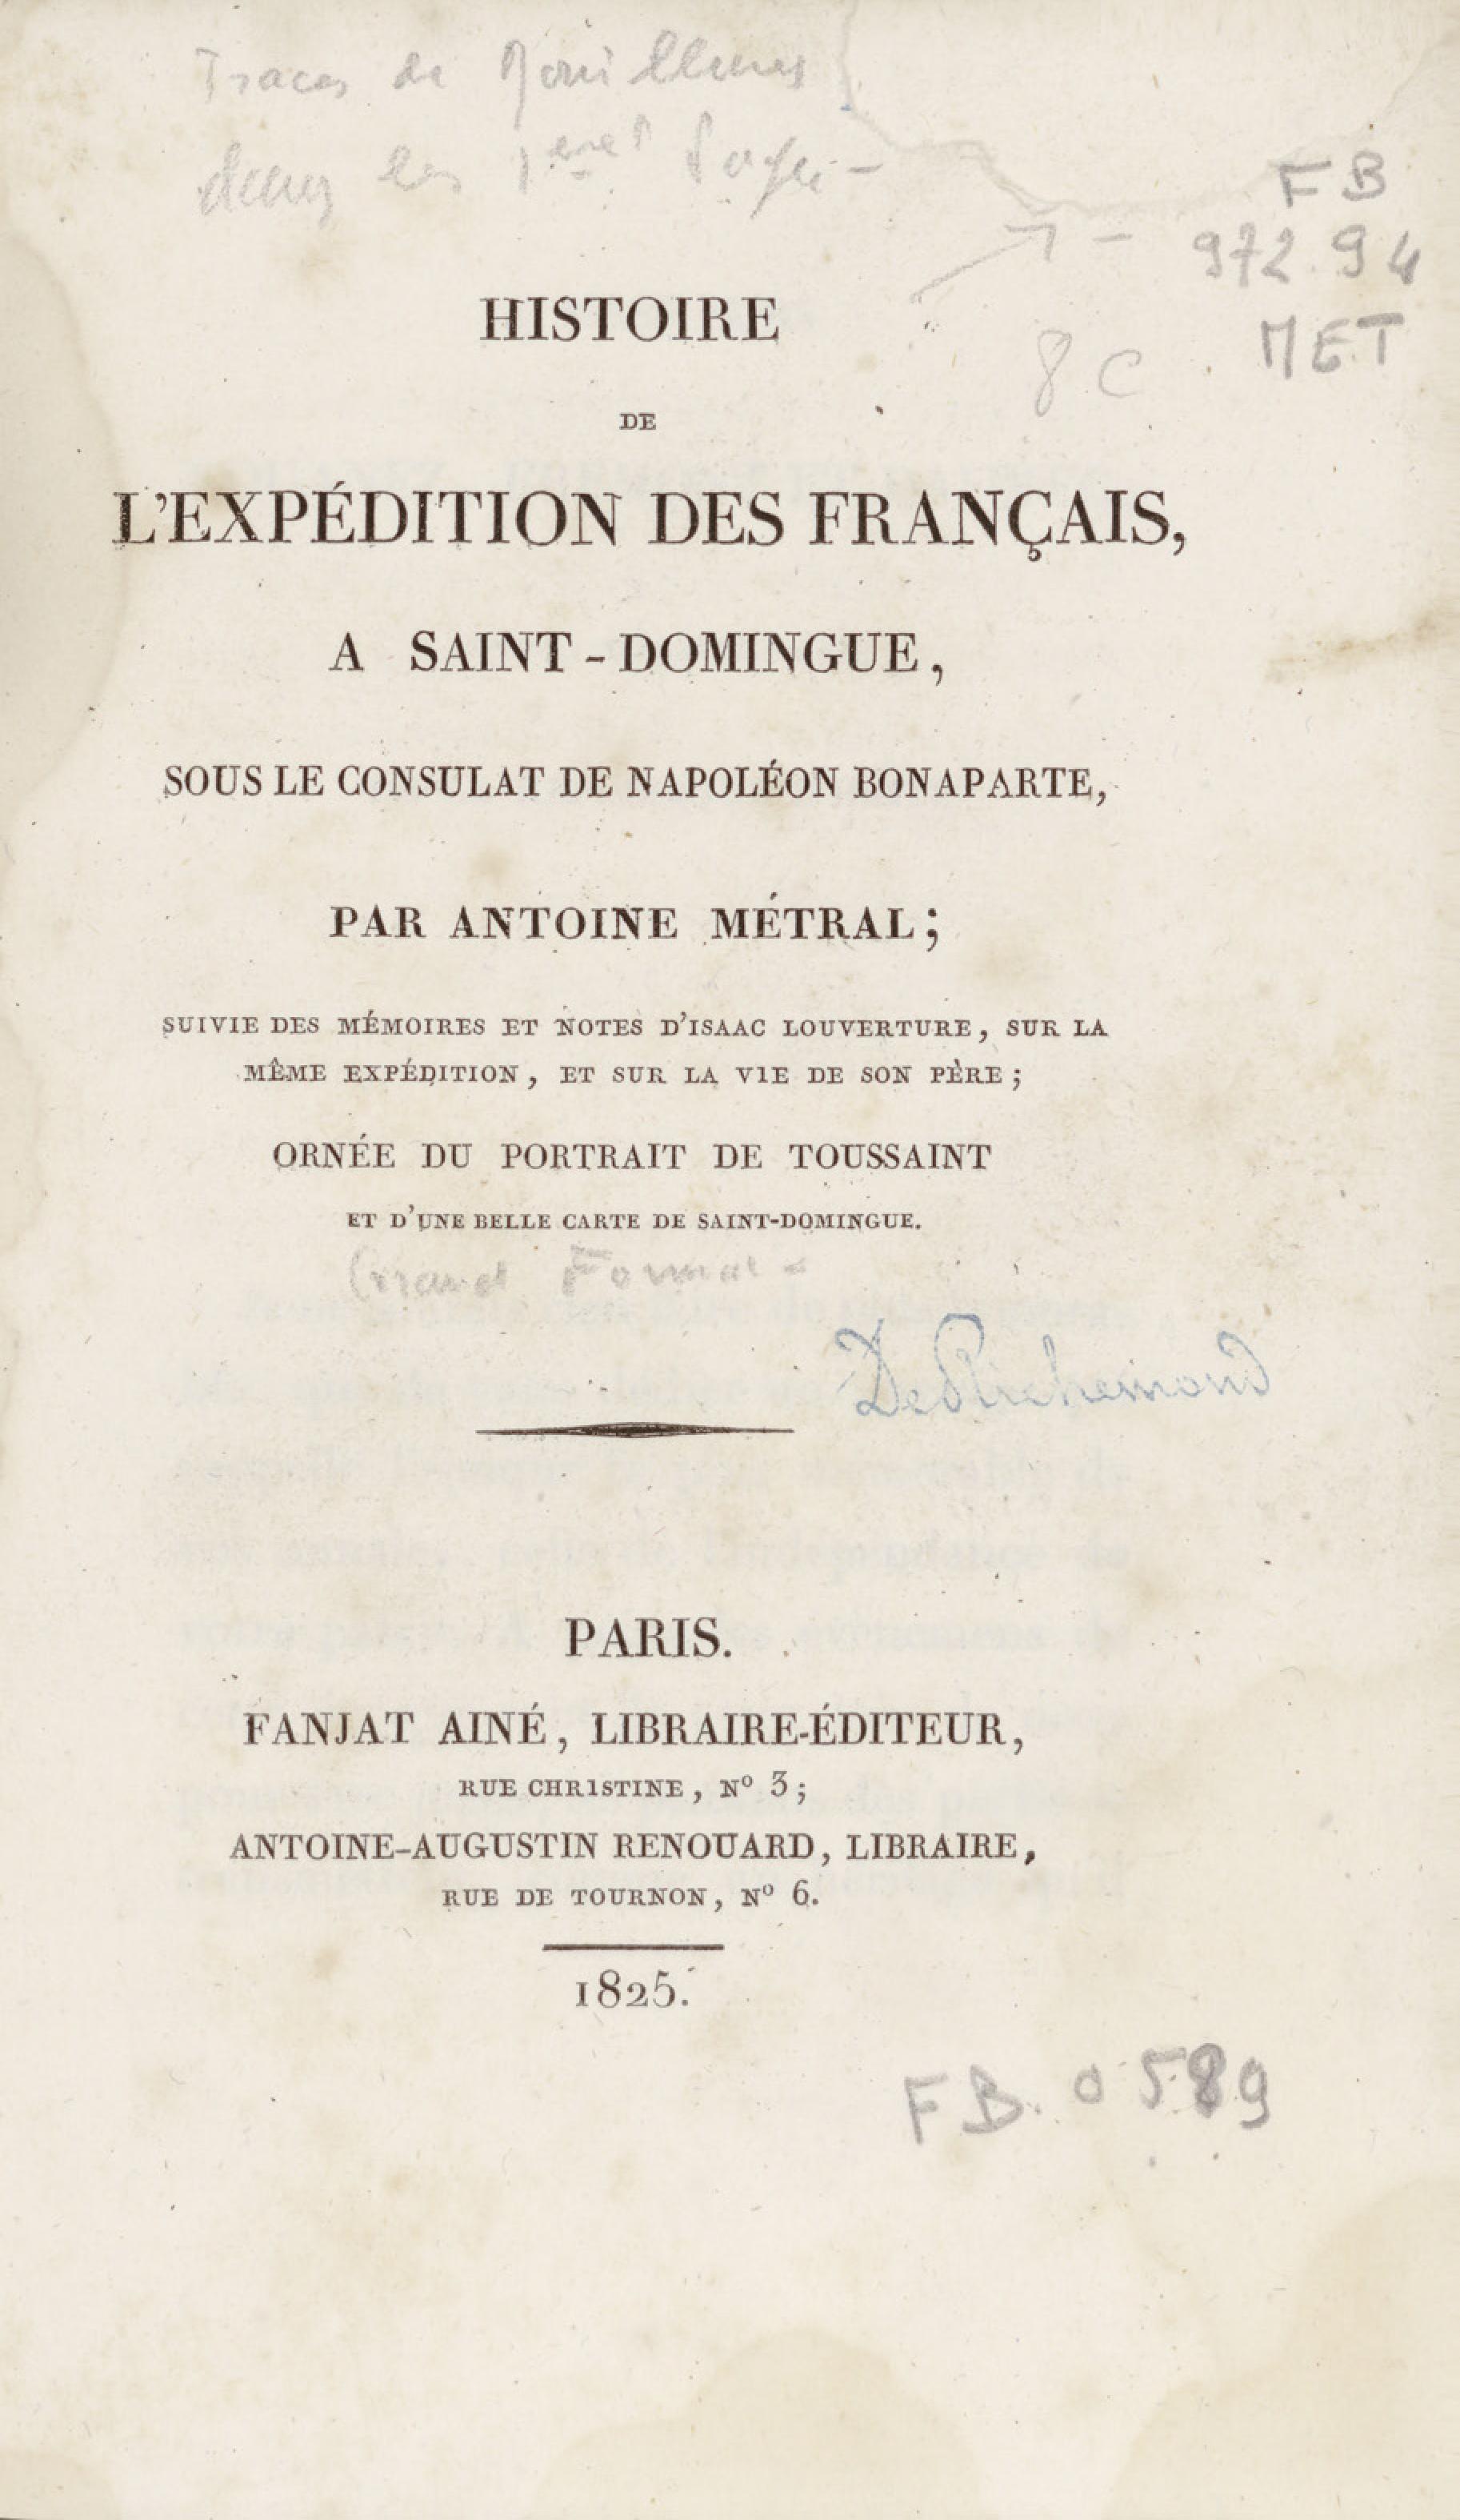 Traces de Mouillures
dans les 1ères Pages -
FB
972.94
MET
8 C
HISTOIRE
DE
L'EXPÉDITION DES FRANÇAIS,
A SAINT-DOMINGUE,
SOUS LE CONSULAT DE NAPOLÉON BONAPARTE,
PAR ANTOINE MÉTRAL;
SUIVIE DES MÉMOIRES ET NOTES D'ISAAC LOUVERTURE, SUR LA
MÊME EXPÉDITION, ET SUR LA VIE DE SON PÈRE;
ORNÉE DU PORTRAIT DE TOUSSAINT
ET D'UNE BELLE CARTE DE SAINT-DOMINGUE.
Grand Format -
De Richemond
PARIS.
FANJAT AINÉ, LIBRAIRE-ÉDITEUR,
RUE CHRISTINE, Nº 3;
ANTOINE-AUGUSTIN RENOUARD, LIBRAIRE,
RUE DE TOURNON, Nº 6.
1825.
FB. 0589